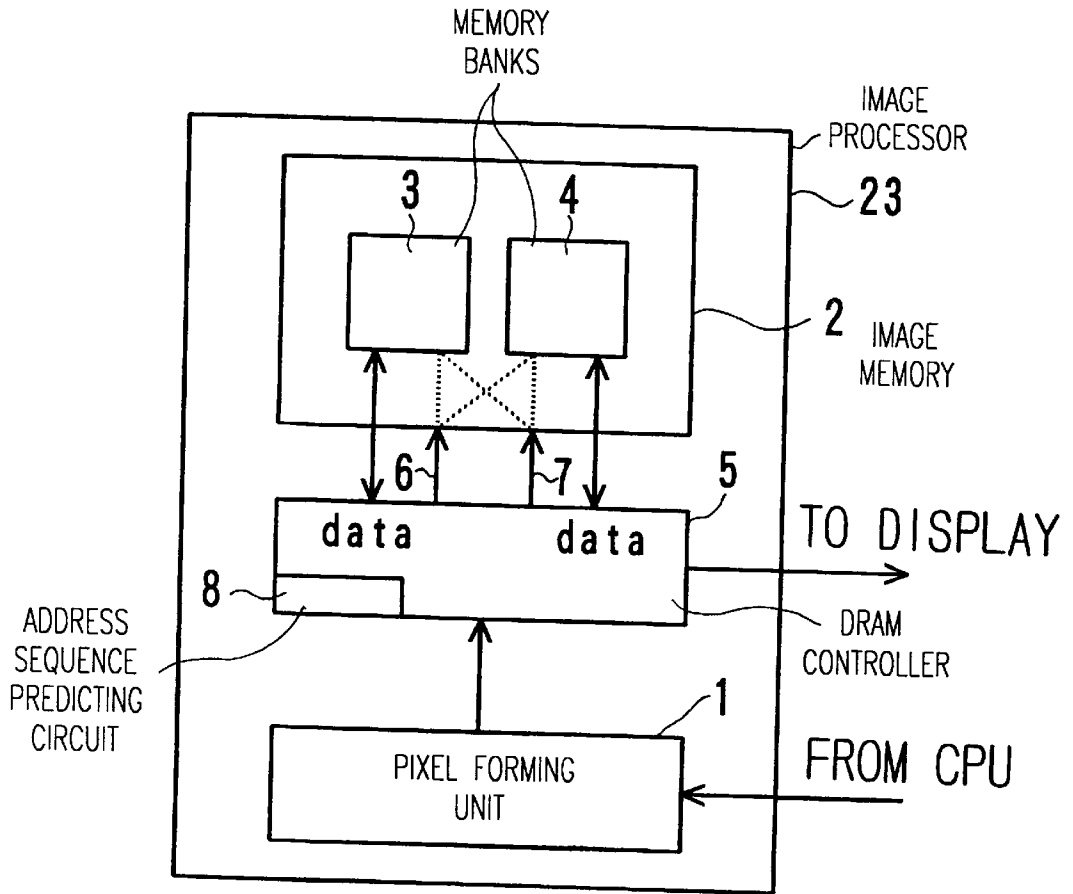 MEMORY
BANKS
IMAGE
PROCESSOR
23
3
4
2
IMAGE
MEMORY
6
7
5
data
data
TO DISPLAY
8
ADDRESS
SEQUENCE
PREDICTING
CIRCUIT
DRAM
CONTROLLER
1
PIXEL FORMING
UNIT
FROM CPU